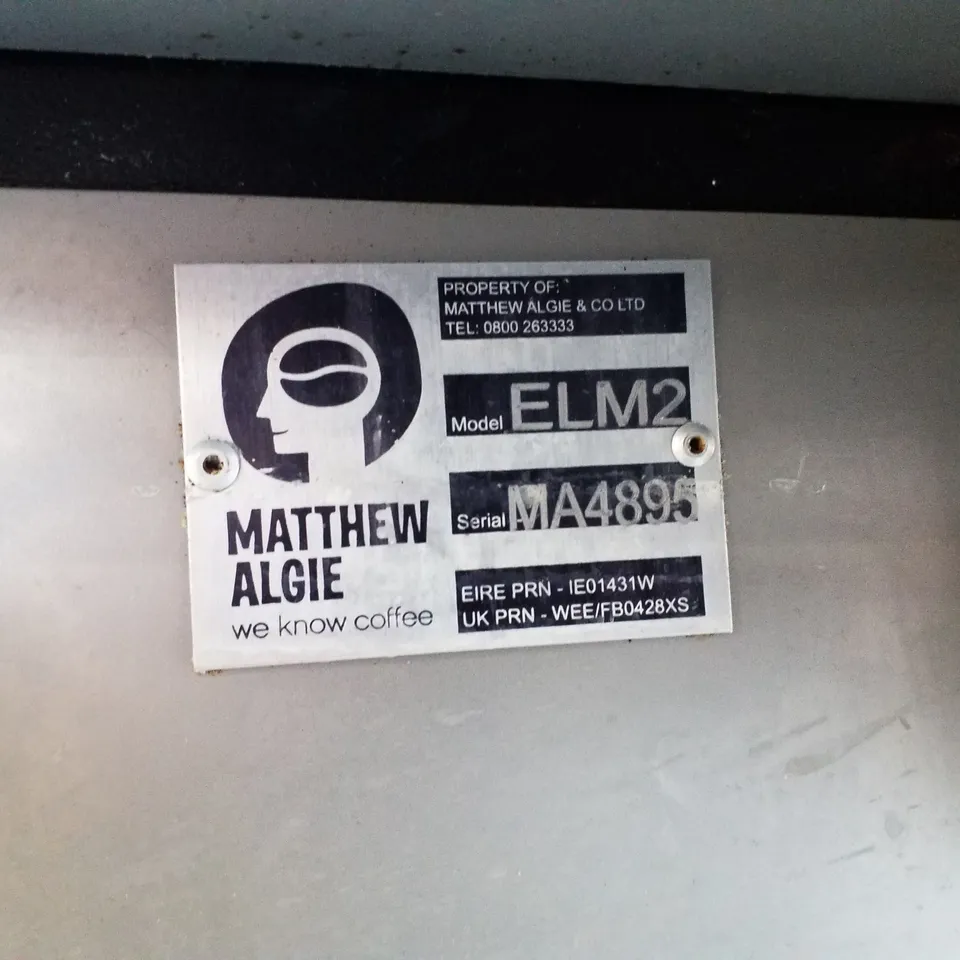 MATTHEW
ALGIE
we know coffee
PROPERTY OF:
MATTHEW ALGIE & CO LTD
TEL: 0800 263333
Model ELM2
Serial MA4895
EIRE PRN - IE01431W
UK PRN - WEE/FB0428XS